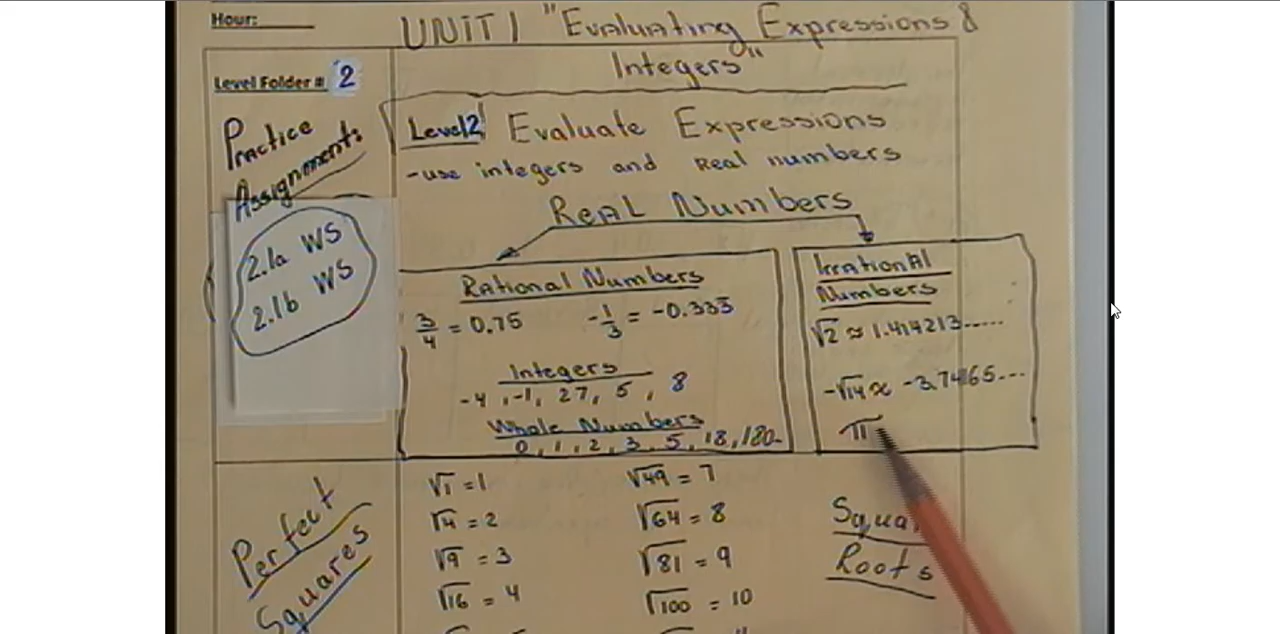 Hour:
UNIT 1 "Evaluating Expressions &
Integers"
Level Folder # 2
Practice
Assignment:
2.1a WS
2.1b WS
Level 2 Evaluate Expressions
- use integers and Real numbers
ReAL Numbers
RAtional Numbers
3/4 = 0.75 -1/3 = -0.333
Integers
-4, -1, 27, 5, 8
Whole Numbers
0, 1, 2, 3, 5, 18, 180
IrrationAl
Numbers
√2 ≈ 1.414213.....
-√14 ≈ -3.74165...
π
Perfect
Squares
√1 = 1 √49 = 7
√4 = 2 √64 = 8
√9 = 3 √81 = 9
√16 = 4 √100 = 10
Roots